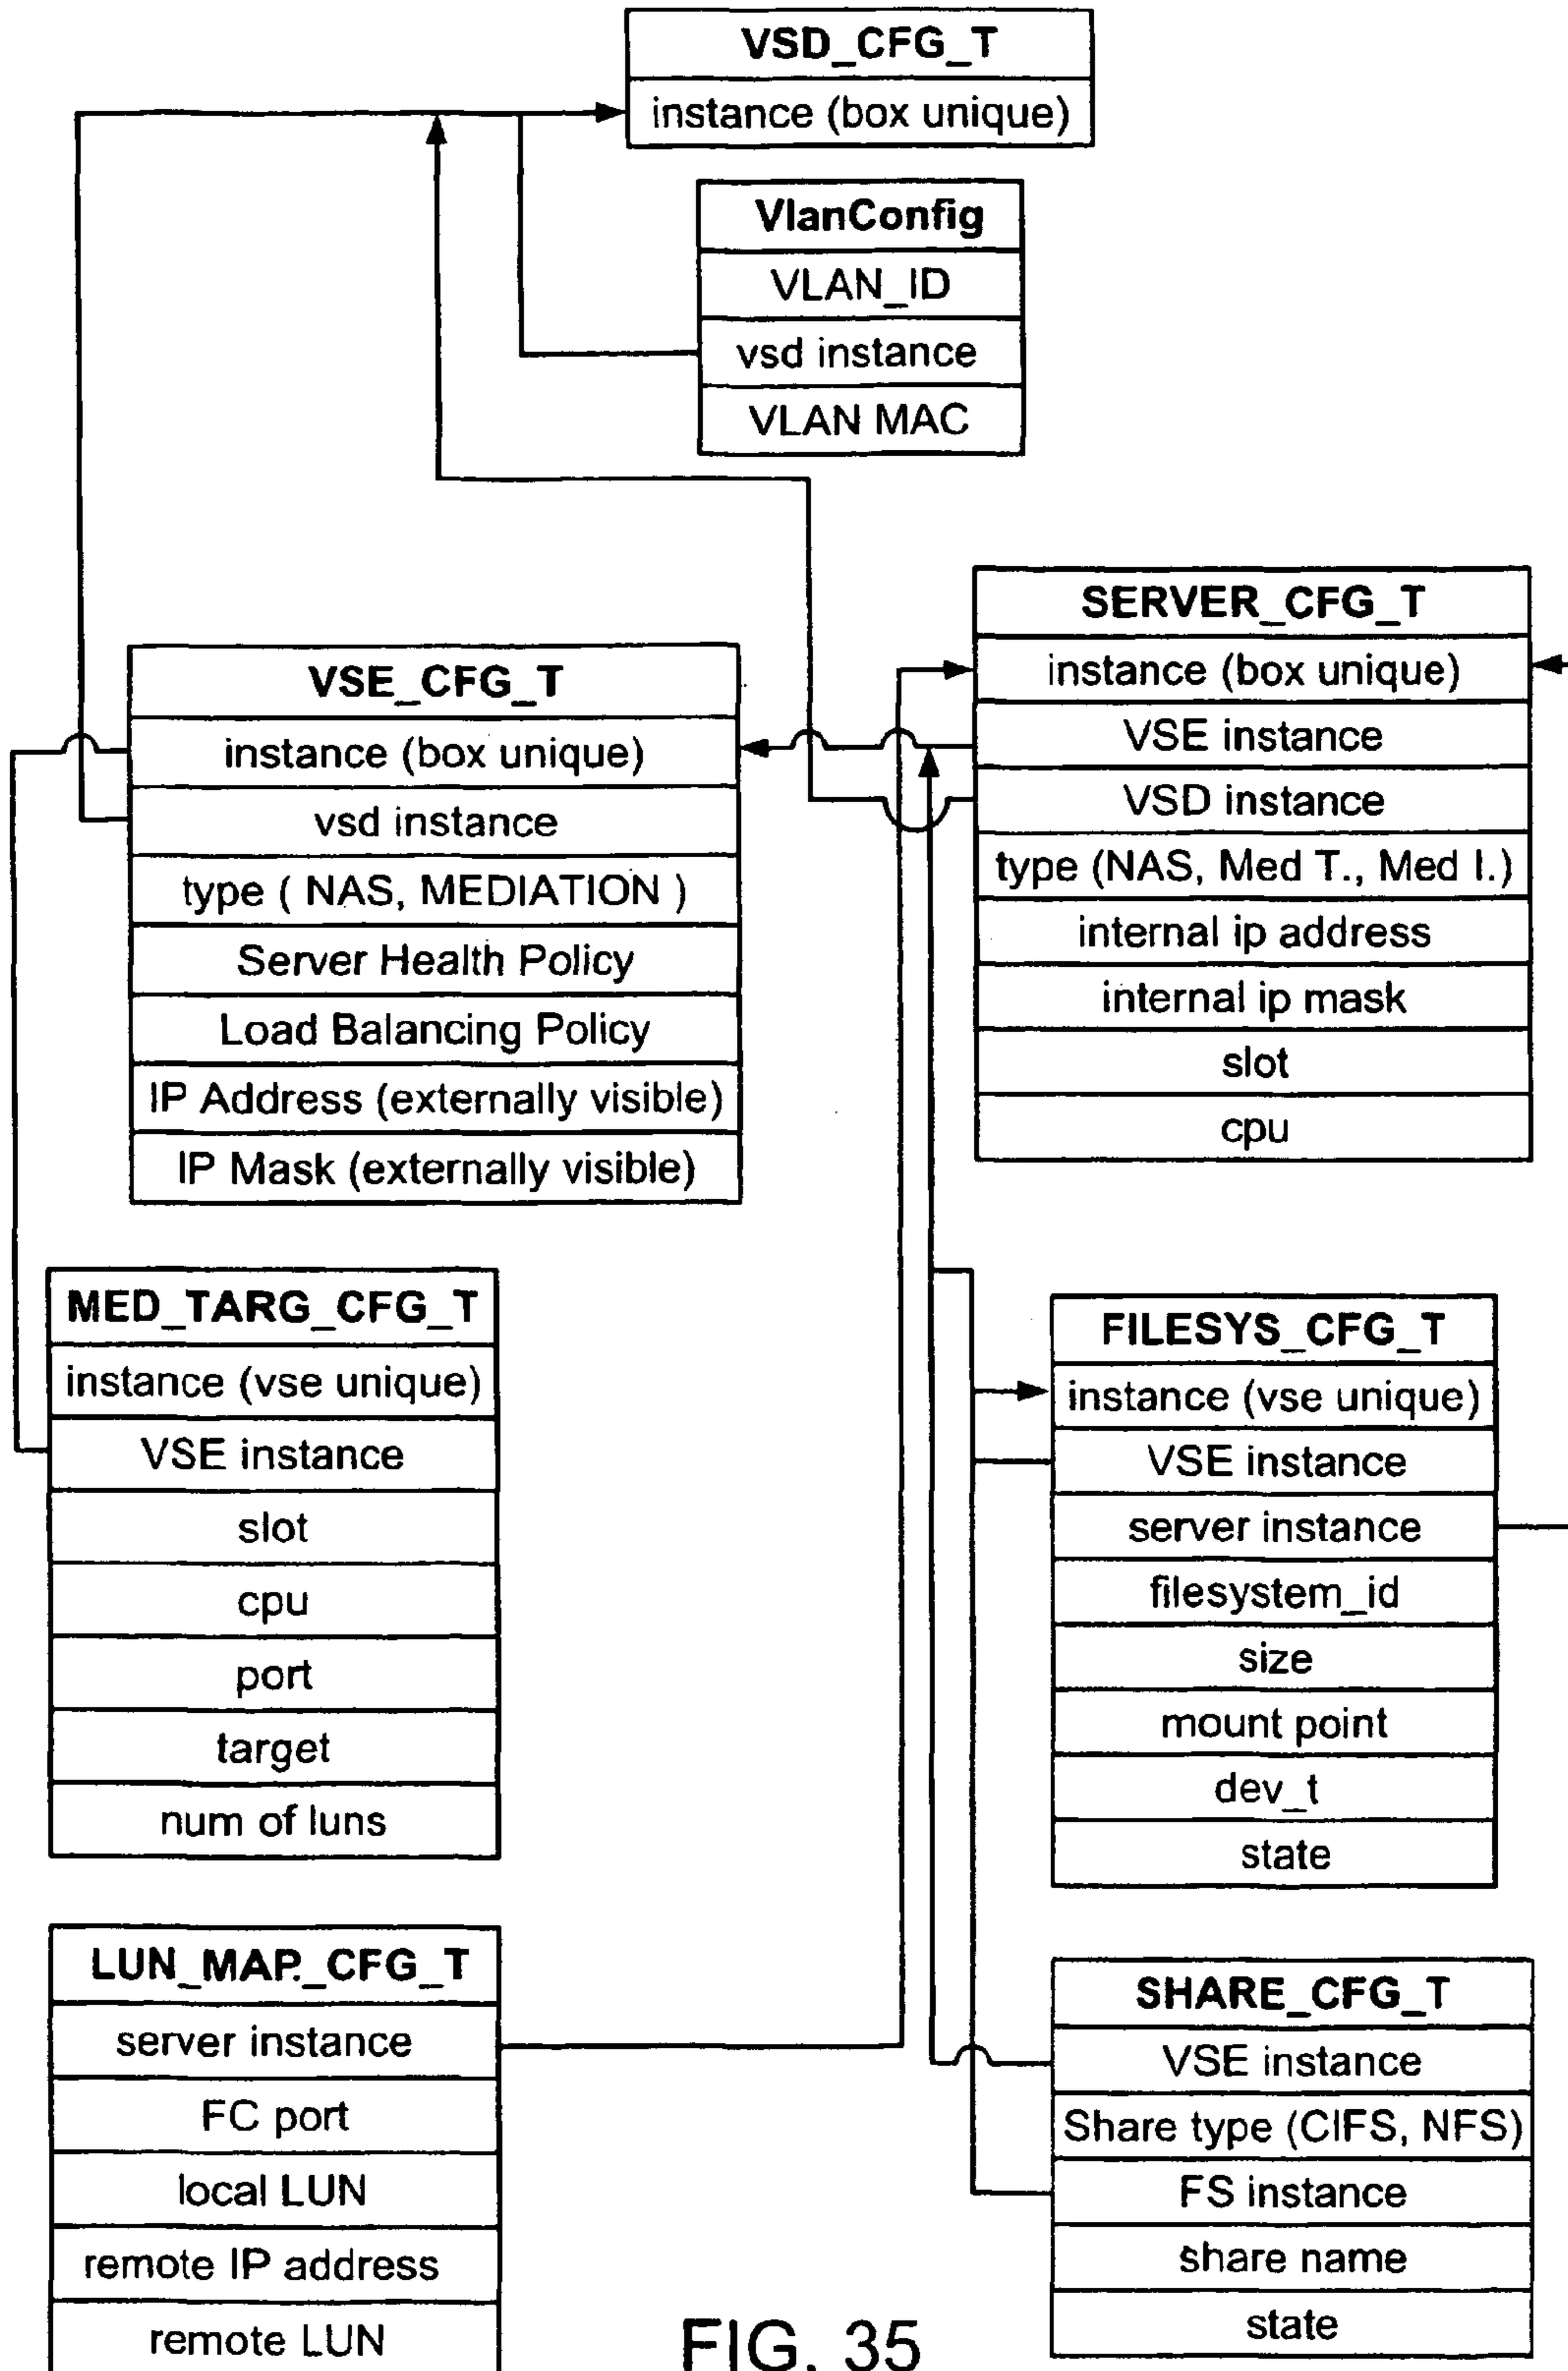 VSD_CFG_T
instance (box unique)
VlanConfig
VLAN_ID
vsd instance
VLAN MAC
SERVER_CFG_T
instance (box unique)
VSE instance
VSD instance
type (NAS, Med T., Med I.)
internal ip address
internal ip mask
slot
cpu
VSE_CFG_T
instance (box unique)
vsd instance
type ( NAS, MEDIATION )
Server Health Policy
Load Balancing Policy
IP Address (externally visible)
IP Mask (externally visible)
MED_TARG_CFG_T
instance (vse unique)
VSE instance
slot
cpu
port
target
num of luns
FILESYS_CFG_T
instance (vse unique)
VSE instance
server instance
filesystem_id
size
mount point
dev_t
state
LUN_MAP_CFG_T
server instance
FC port
local LUN
remote IP address
remote LUN
SHARE_CFG_T
VSE instance
Share type (CIFS, NFS)
FS instance
share name
state
FIG. 35